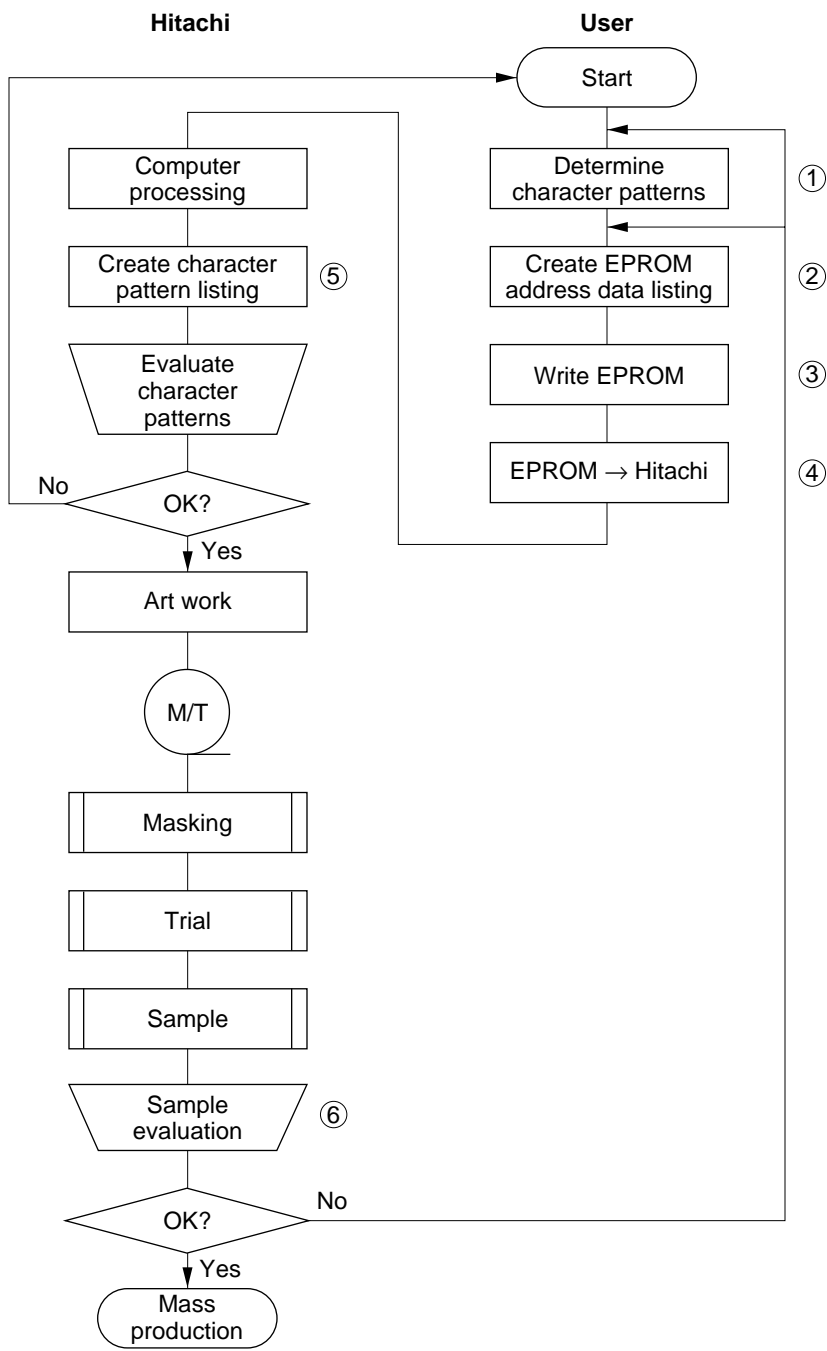 Hitachi
User
Start
Computer
processing
Determine
character patterns
①
Create character
pattern listing
⑤
Create EPROM
address data listing
②
Evaluate
character
patterns
Write EPROM
③
No
OK?
EPROM → Hitachi
④
Yes
Art work
M/T
Masking
Trial
Sample
Sample
evaluation
⑥
OK?
No
Yes
Mass
production